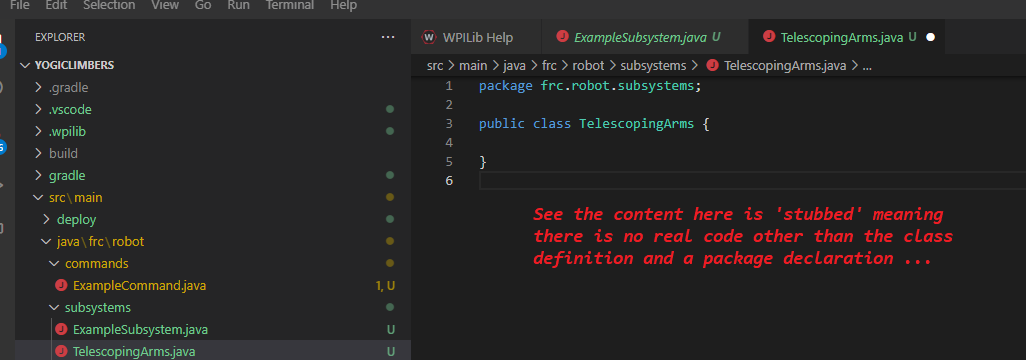 File Edit Selection View Go Run Terminal Help
EXPLORER ...
WPILib Help
ExampleSubsystem.java U
TelescopingArms.java U
YOGICLIMBERS
src > main > java > frc > robot > subsystems > TelescopingArms.java > ...
.gradle
.vscode
.wpilib
build
gradle
src\main
deploy
java\frc\robot
commands
ExampleCommand.java 1, U
subsystems
ExampleSubsystem.java U
TelescopingArms.java U
1 package frc.robot.subsystems;
2
3 public class TelescopingArms {
4
5 }
6
See the content here is 'stubbed' meaning
there is no real code other than the class
definition and a package declaration ...